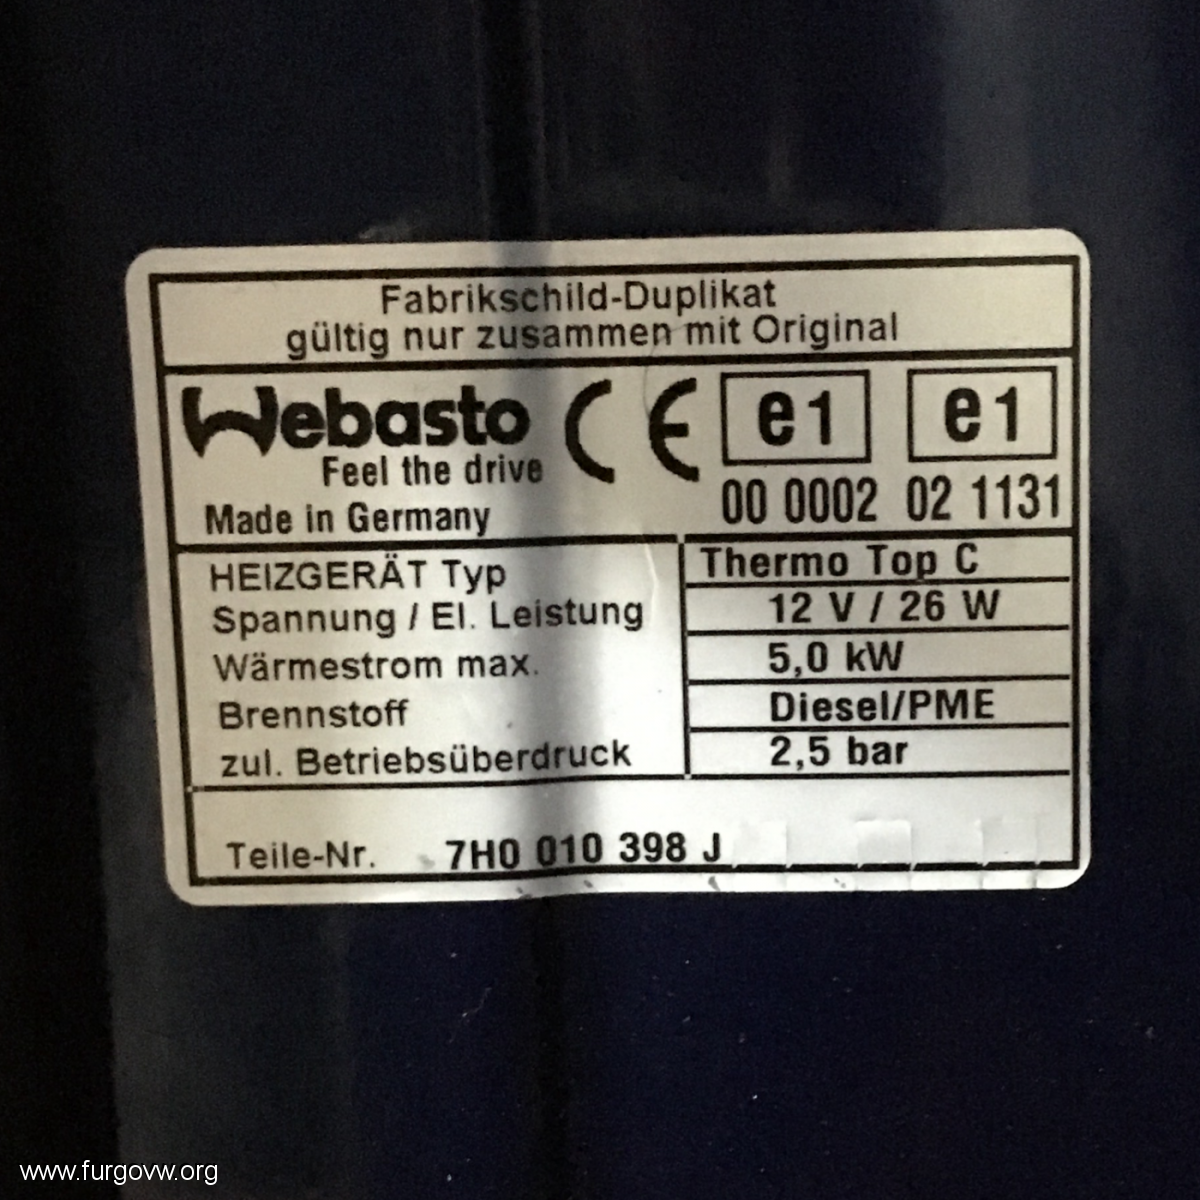 Fabrikschild-Duplikat
gültig nur zusammen mit Original
Webasto CE e1 e1
Feel the drive
Made in Germany 00 0002 02 1131
HEIZGERÄT Typ Thermo Top C
Spannung / El. Leistung 12 V / 26 W
Wärmestrom max. 5,0 kW
Brennstoff Diesel/PME
zul. Betriebsüberdruck 2,5 bar
Teile-Nr. 7H0 010 398 J
www.furgovw.org